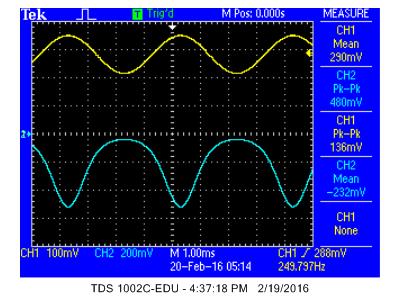 Tek T Trig'd M Pos: 0.000s MEASURE
CH1
Mean
290mV
CH2
Pk-Pk
480mV
CH1
Pk-Pk
136mV
CH2
Mean
-232mV
CH1
None
2
CH1 100mV CH2 200mV M 1.00ms CH1 288mV
20-Feb-16 05:14 249.797Hz
TDS 1002C-EDU - 4:37:18 PM 2/19/2016